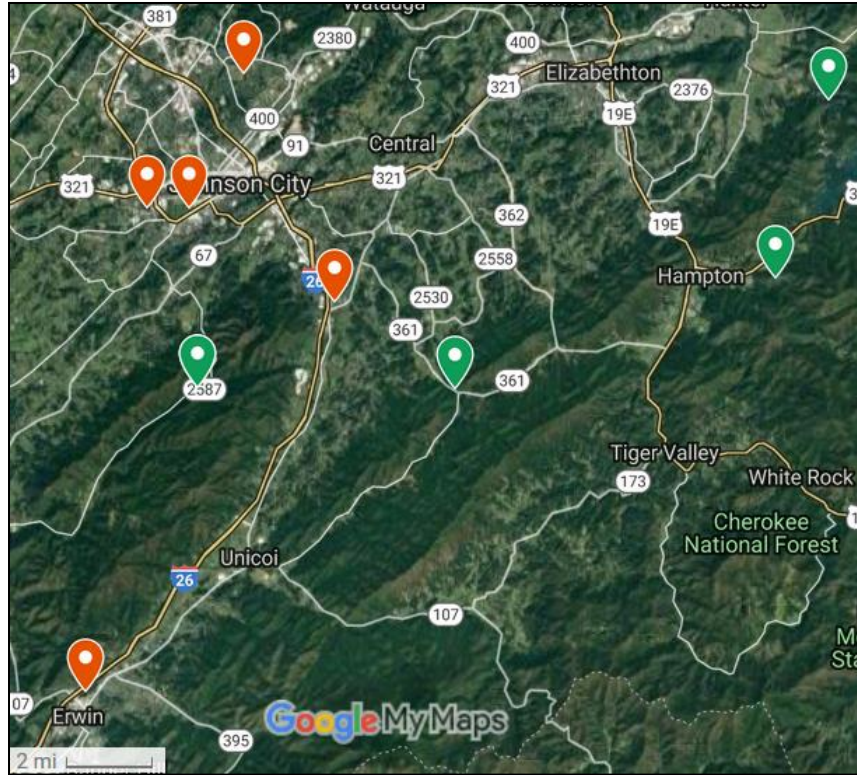 Watauga
381
2380
400
Elizabethton
321
2376
400
19E
91
Central
321
Johnson City
321
362
19E
67
2558
Hampton
26
2530
361
361
2587
Tiger Valley
173
White Rock
Cherokee
National Forest
Unicoi
26
107
07
Erwin
395
Google My Maps
2 mi